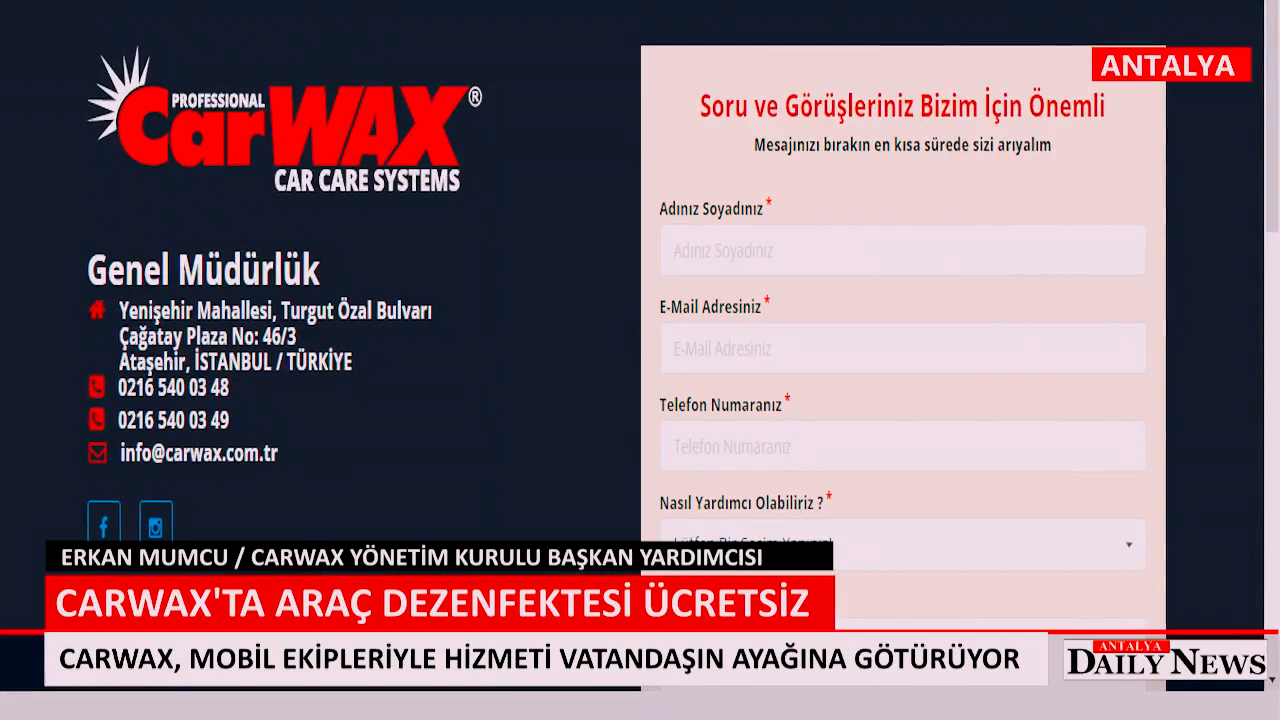 ANTALYA
PROFESSIONAL
CarWAX®
CAR CARE SYSTEMS
Genel Müdürlük
Yenişehir Mahallesi, Turgut Özal Bulvarı
Çağatay Plaza No: 46/3
Ataşehir, İSTANBUL / TÜRKİYE
0216 540 03 48
0216 540 03 49
info@carwax.com.tr
Soru ve Görüşleriniz Bizim İçin Önemli
Mesajınızı bırakın en kısa sürede sizi arıyalım
Adınız Soyadınız *
Adınız Soyadınız
E-Mail Adresiniz *
E-Mail Adresiniz
Telefon Numaranız *
Telefon Numaranız
Nasıl Yardımcı Olabiliriz ? *
ERKAN MUMCU / CARWAX YÖNETİM KURULU BAŞKAN YARDIMCISI
CARWAX'TA ARAÇ DEZENFEKTESİ ÜCRETSİZ
CARWAX, MOBİL EKİPLERİYLE HİZMETİ VATANDAŞIN AYAĞINA GÖTÜRÜYOR
ANTALYA
DAILY NEWS